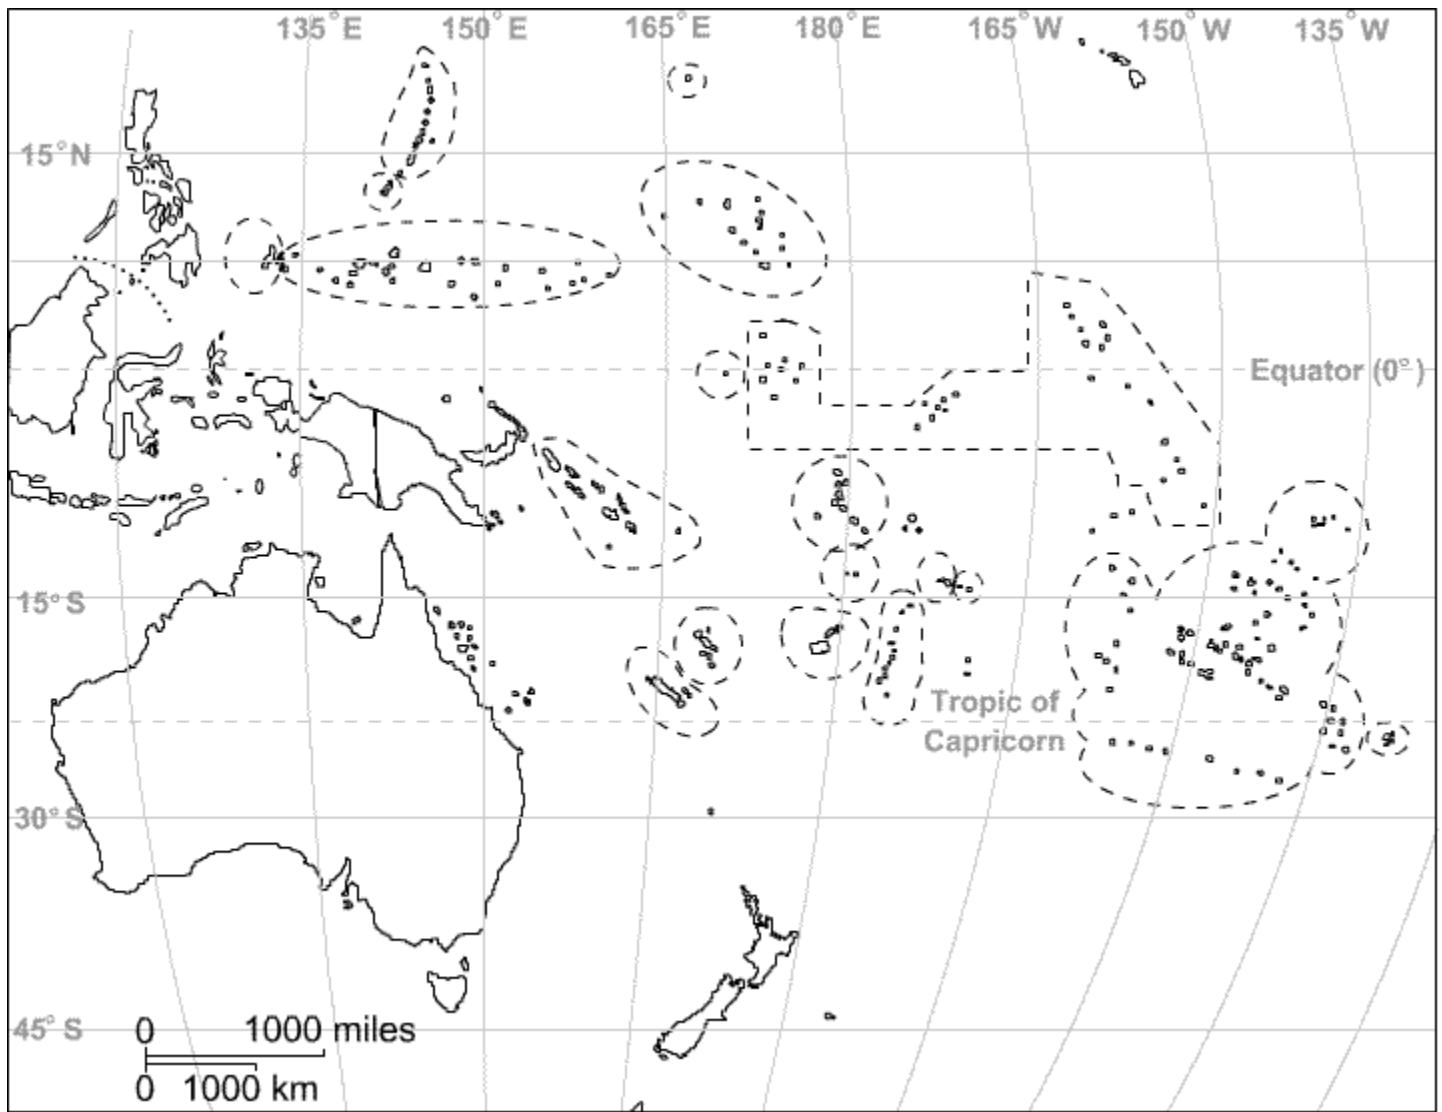 135°E 150°E 165°E 180°E 165°W 150°W 135°W
15°N
Equator (0°)
15°S
Tropic of
Capricorn
30°S
45°S
0 1000 miles
0 1000 km